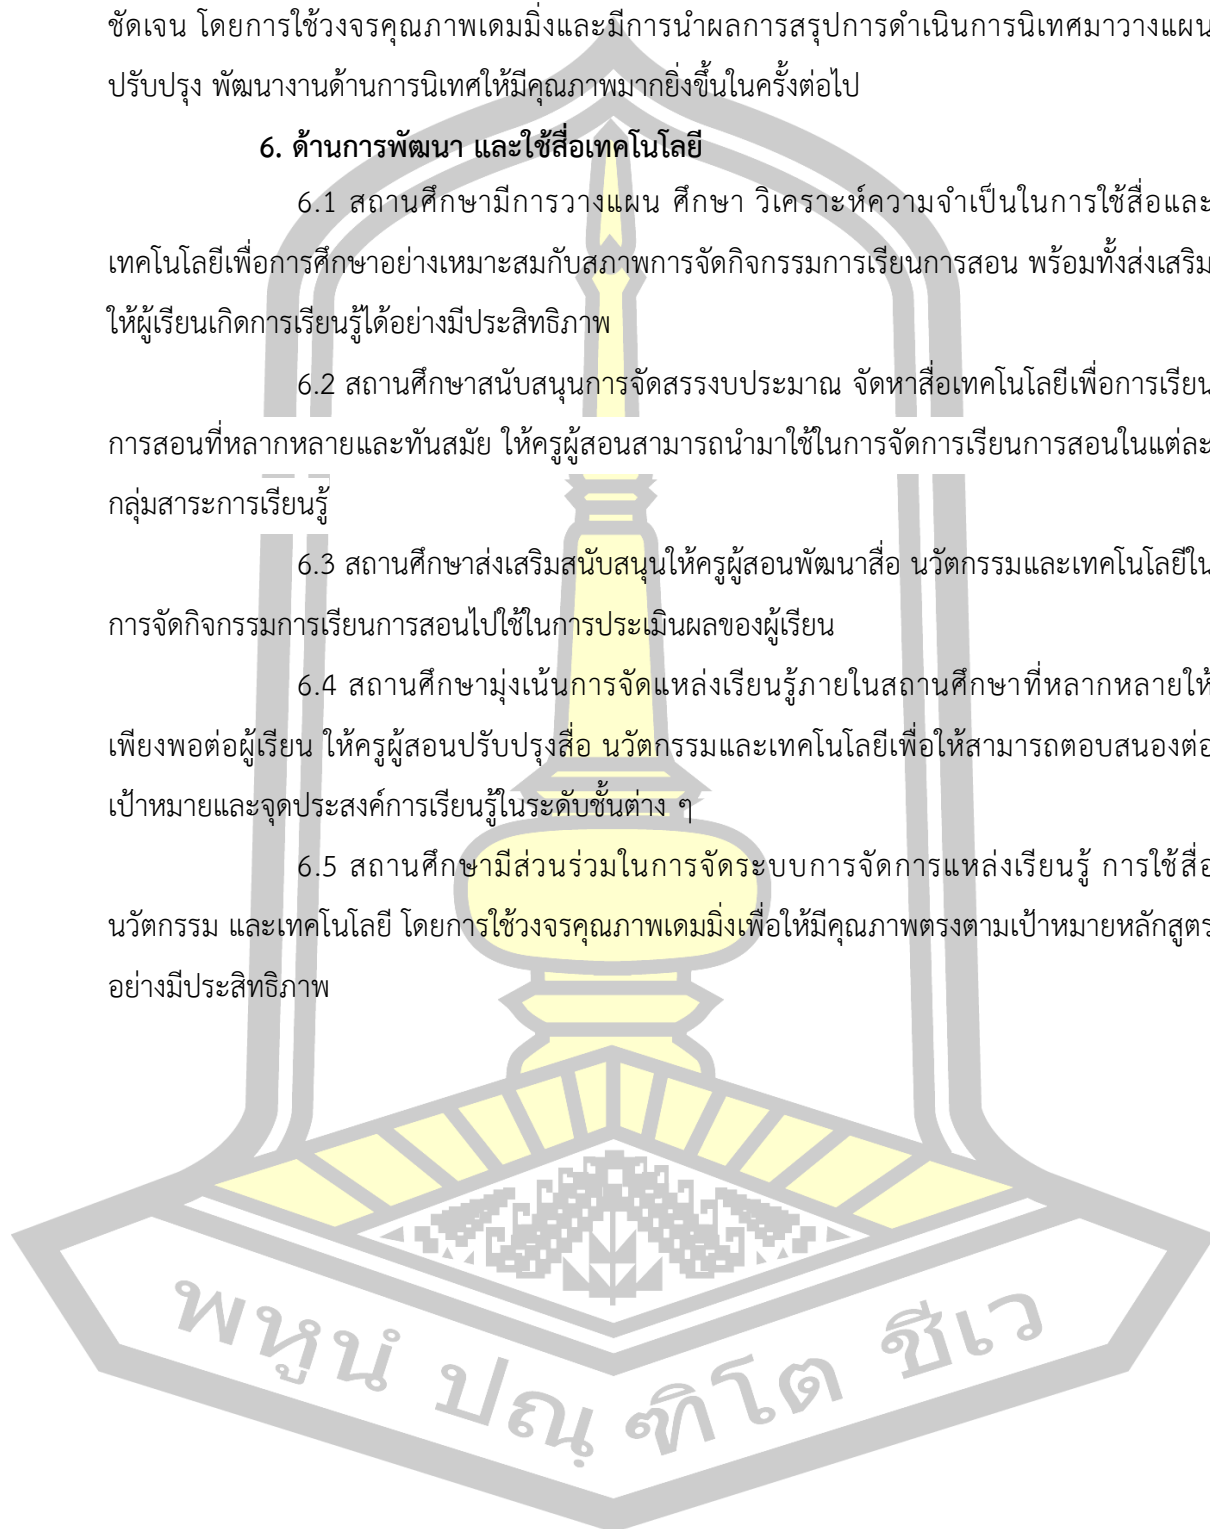 ชัดเจน โดยการใช้วงจรคุณภาพเดมมิ่งและมีการนำผลการสรุปการดำเนินการนิเทศมาวางแผน
ปรับปรุง พัฒนางานด้านการนิเทศให้มีคุณภาพมากยิ่งขึ้นในครั้งต่อไป
6. ด้านการพัฒนา และใช้สื่อเทคโนโลยี
6.1 สถานศึกษามีการวางแผน ศึกษา วิเคราะห์ความจำเป็นในการใช้สื่อและ
เทคโนโลยีเพื่อการศึกษาอย่างเหมาะสมกับสภาพการจัดกิจกรรมการเรียนการสอน พร้อมทั้งส่งเสริม
ให้ผู้เรียนเกิดการเรียนรู้ได้อย่างมีประสิทธิภาพ
6.2 สถานศึกษาสนับสนุนการจัดสรรงบประมาณ จัดหาสื่อเทคโนโลยีเพื่อการเรียน
การสอนที่หลากหลายและทันสมัย ให้ครูผู้สอนสามารถนำมาใช้ในการจัดการเรียนการสอนในแต่ละ
กลุ่มสาระการเรียนรู้
6.3 สถานศึกษาส่งเสริมสนับสนุนให้ครูผู้สอนพัฒนาสื่อ นวัตกรรมและเทคโนโลยีใน
การจัดกิจกรรมการเรียนการสอนไปใช้ในการประเมินผลของผู้เรียน
6.4 สถานศึกษามุ่งเน้นการจัดแหล่งเรียนรู้ภายในสถานศึกษาที่หลากหลายให้
เพียงพอต่อผู้เรียน ให้ครูผู้สอนปรับปรุงสื่อ นวัตกรรมและเทคโนโลยีเพื่อให้สามารถตอบสนองต่อ
เป้าหมายและจุดประสงค์การเรียนรู้ในระดับชั้นต่าง ๆ
6.5 สถานศึกษามีส่วนร่วมในการจัดระบบการจัดการแหล่งเรียนรู้ การใช้สื่อ
นวัตกรรม และเทคโนโลยี โดยการใช้วงจรคุณภาพเดมมิ่งเพื่อให้มีคุณภาพตรงตามเป้าหมายหลักสูตร
อย่างมีประสิทธิภาพ
พหูนํ ปณฺฑิโต ชีเว